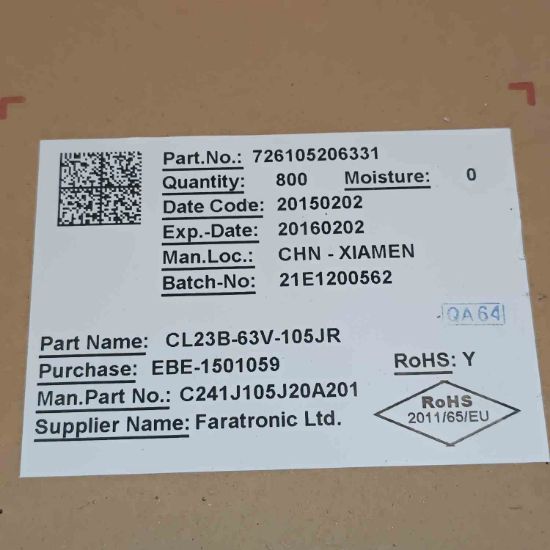 Part.No.: 726105206331
Quantity: 800 Moisture: 0
Date Code: 20150202
Exp.-Date: 20160202
Man.Loc.: CHN - XIAMEN
Batch-No: 21E1200562
QA64
Part Name: CL23B-63V-105JR
Purchase: EBE-1501059
RoHS: Y
Man.Part No.: C241J105J20A201
RoHS
2011/65/EU
Supplier Name: Faratronic Ltd.